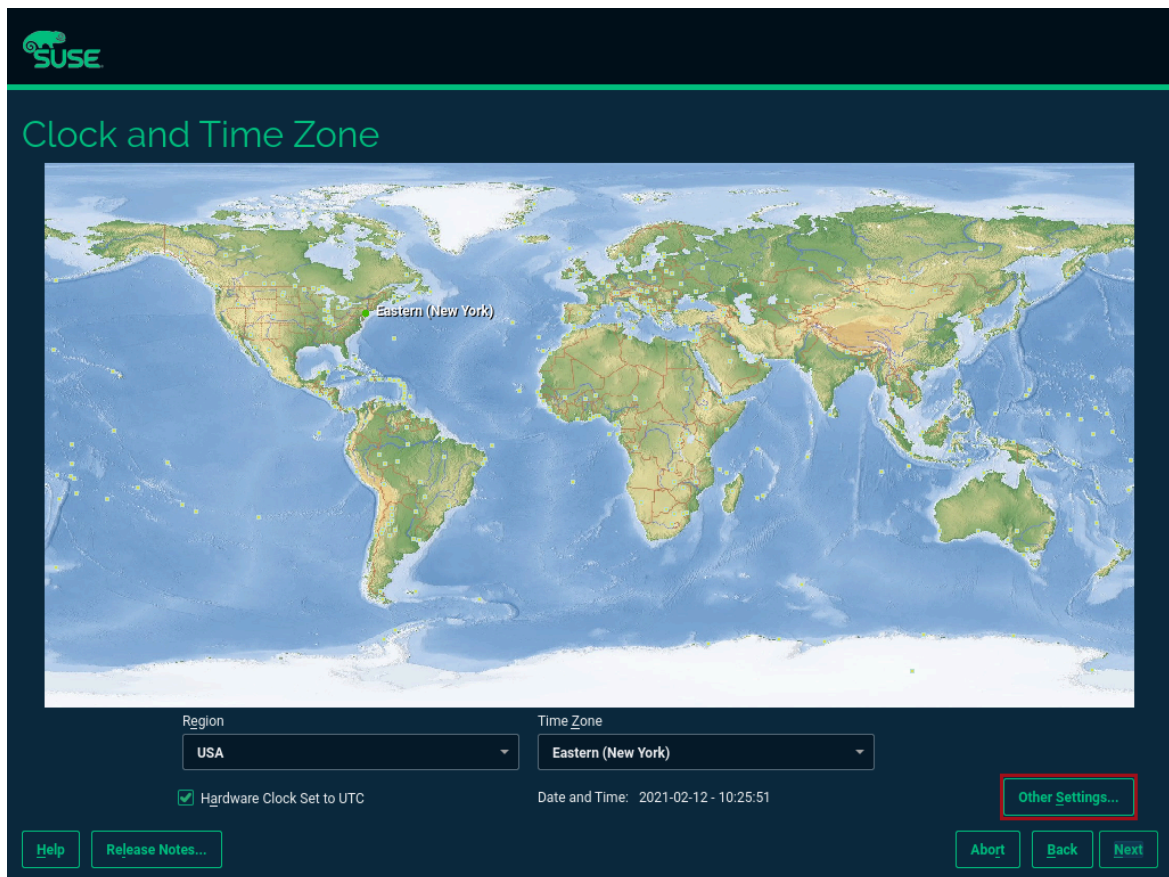 SUSE
Clock and Time Zone
Eastern (New York)
Region
Time Zone
USA
Eastern (New York)
Hardware Clock Set to UTC
Date and Time: 2021-02-12 - 10:25:51
Other Settings...
Help
Release Notes...
Abort
Back
Next